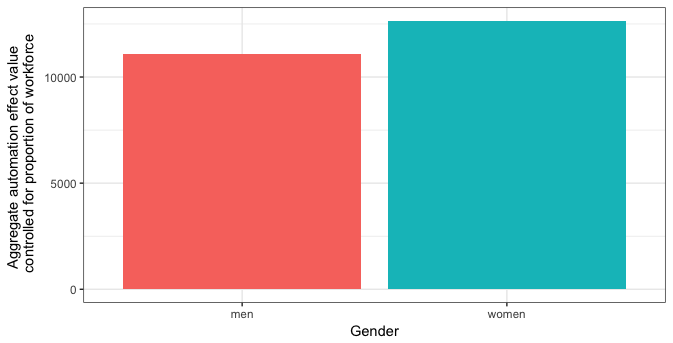 Aggregate automation effect value
controlled for proportion of workforce
10000
5000
0
men women
Gender